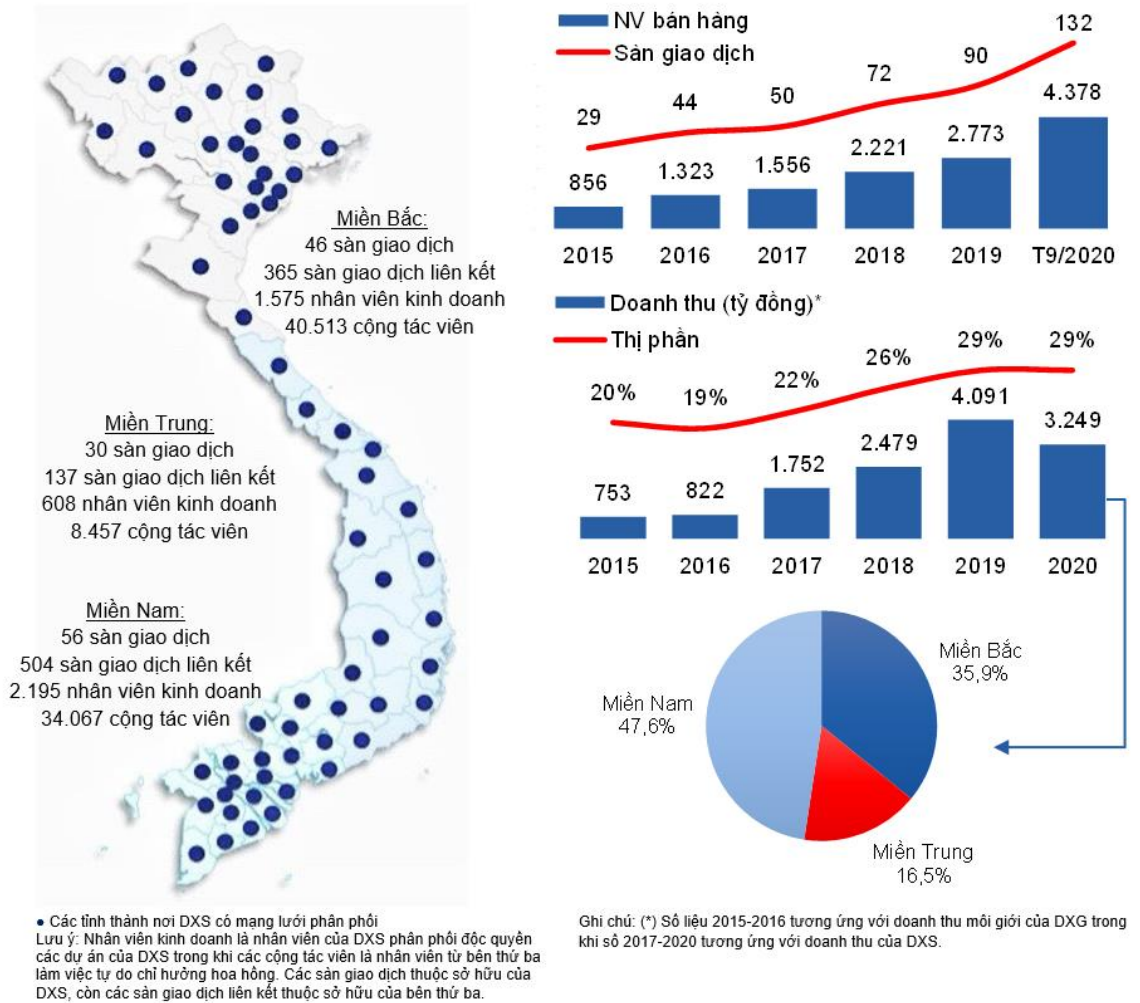 Miền Bắc:
46 sàn giao dịch
365 sàn giao dịch liên kết
1.575 nhân viên kinh doanh
40.513 cộng tác viên
Miền Trung:
30 sàn giao dịch
137 sàn giao dịch liên kết
608 nhân viên kinh doanh
8.457 cộng tác viên
Miền Nam:
56 sàn giao dịch
504 sàn giao dịch liên kết
2.195 nhân viên kinh doanh
34.067 cộng tác viên
• Các tỉnh thành nơi DXS có mạng lưới phân phối
Lưu ý: Nhân viên kinh doanh là nhân viên của DXS phân phối độc quyền
các dự án của DXS trong khi các cộng tác viên là nhân viên từ bên thứ ba
làm việc tự do chỉ hưởng hoa hồng. Các sàn giao dịch thuộc sở hữu của
DXS, còn các sàn giao dịch liên kết thuộc sở hữu của bên thứ ba.
NV bán hàng
Sàn giao dịch
29 44 50 72 90 132
856 1.323 1.556 2.221 2.773 4.378
2015 2016 2017 2018 2019 T9/2020
Doanh thu (tỷ đồng)*
Thị phần
20% 19% 22% 26% 29% 29%
753 822 1.752 2.479 4.091 3.249
2015 2016 2017 2018 2019 2020
Miền Bắc
35,9%
Miền Nam
47,6%
Miền Trung
16,5%
Ghi chú: (*) Số liệu 2015-2016 tương ứng với doanh thu môi giới của DXG trong
khi số 2017-2020 tương ứng với doanh thu của DXS.